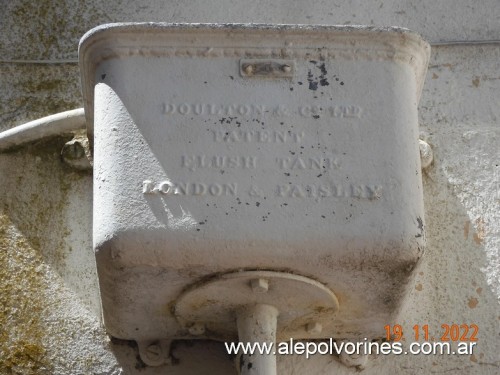 DOULTON & Co LTD
PATENT
FLUSH TANK
LONDON & PAISLEY
19 11 2022
www.alepolvorines.com.ar